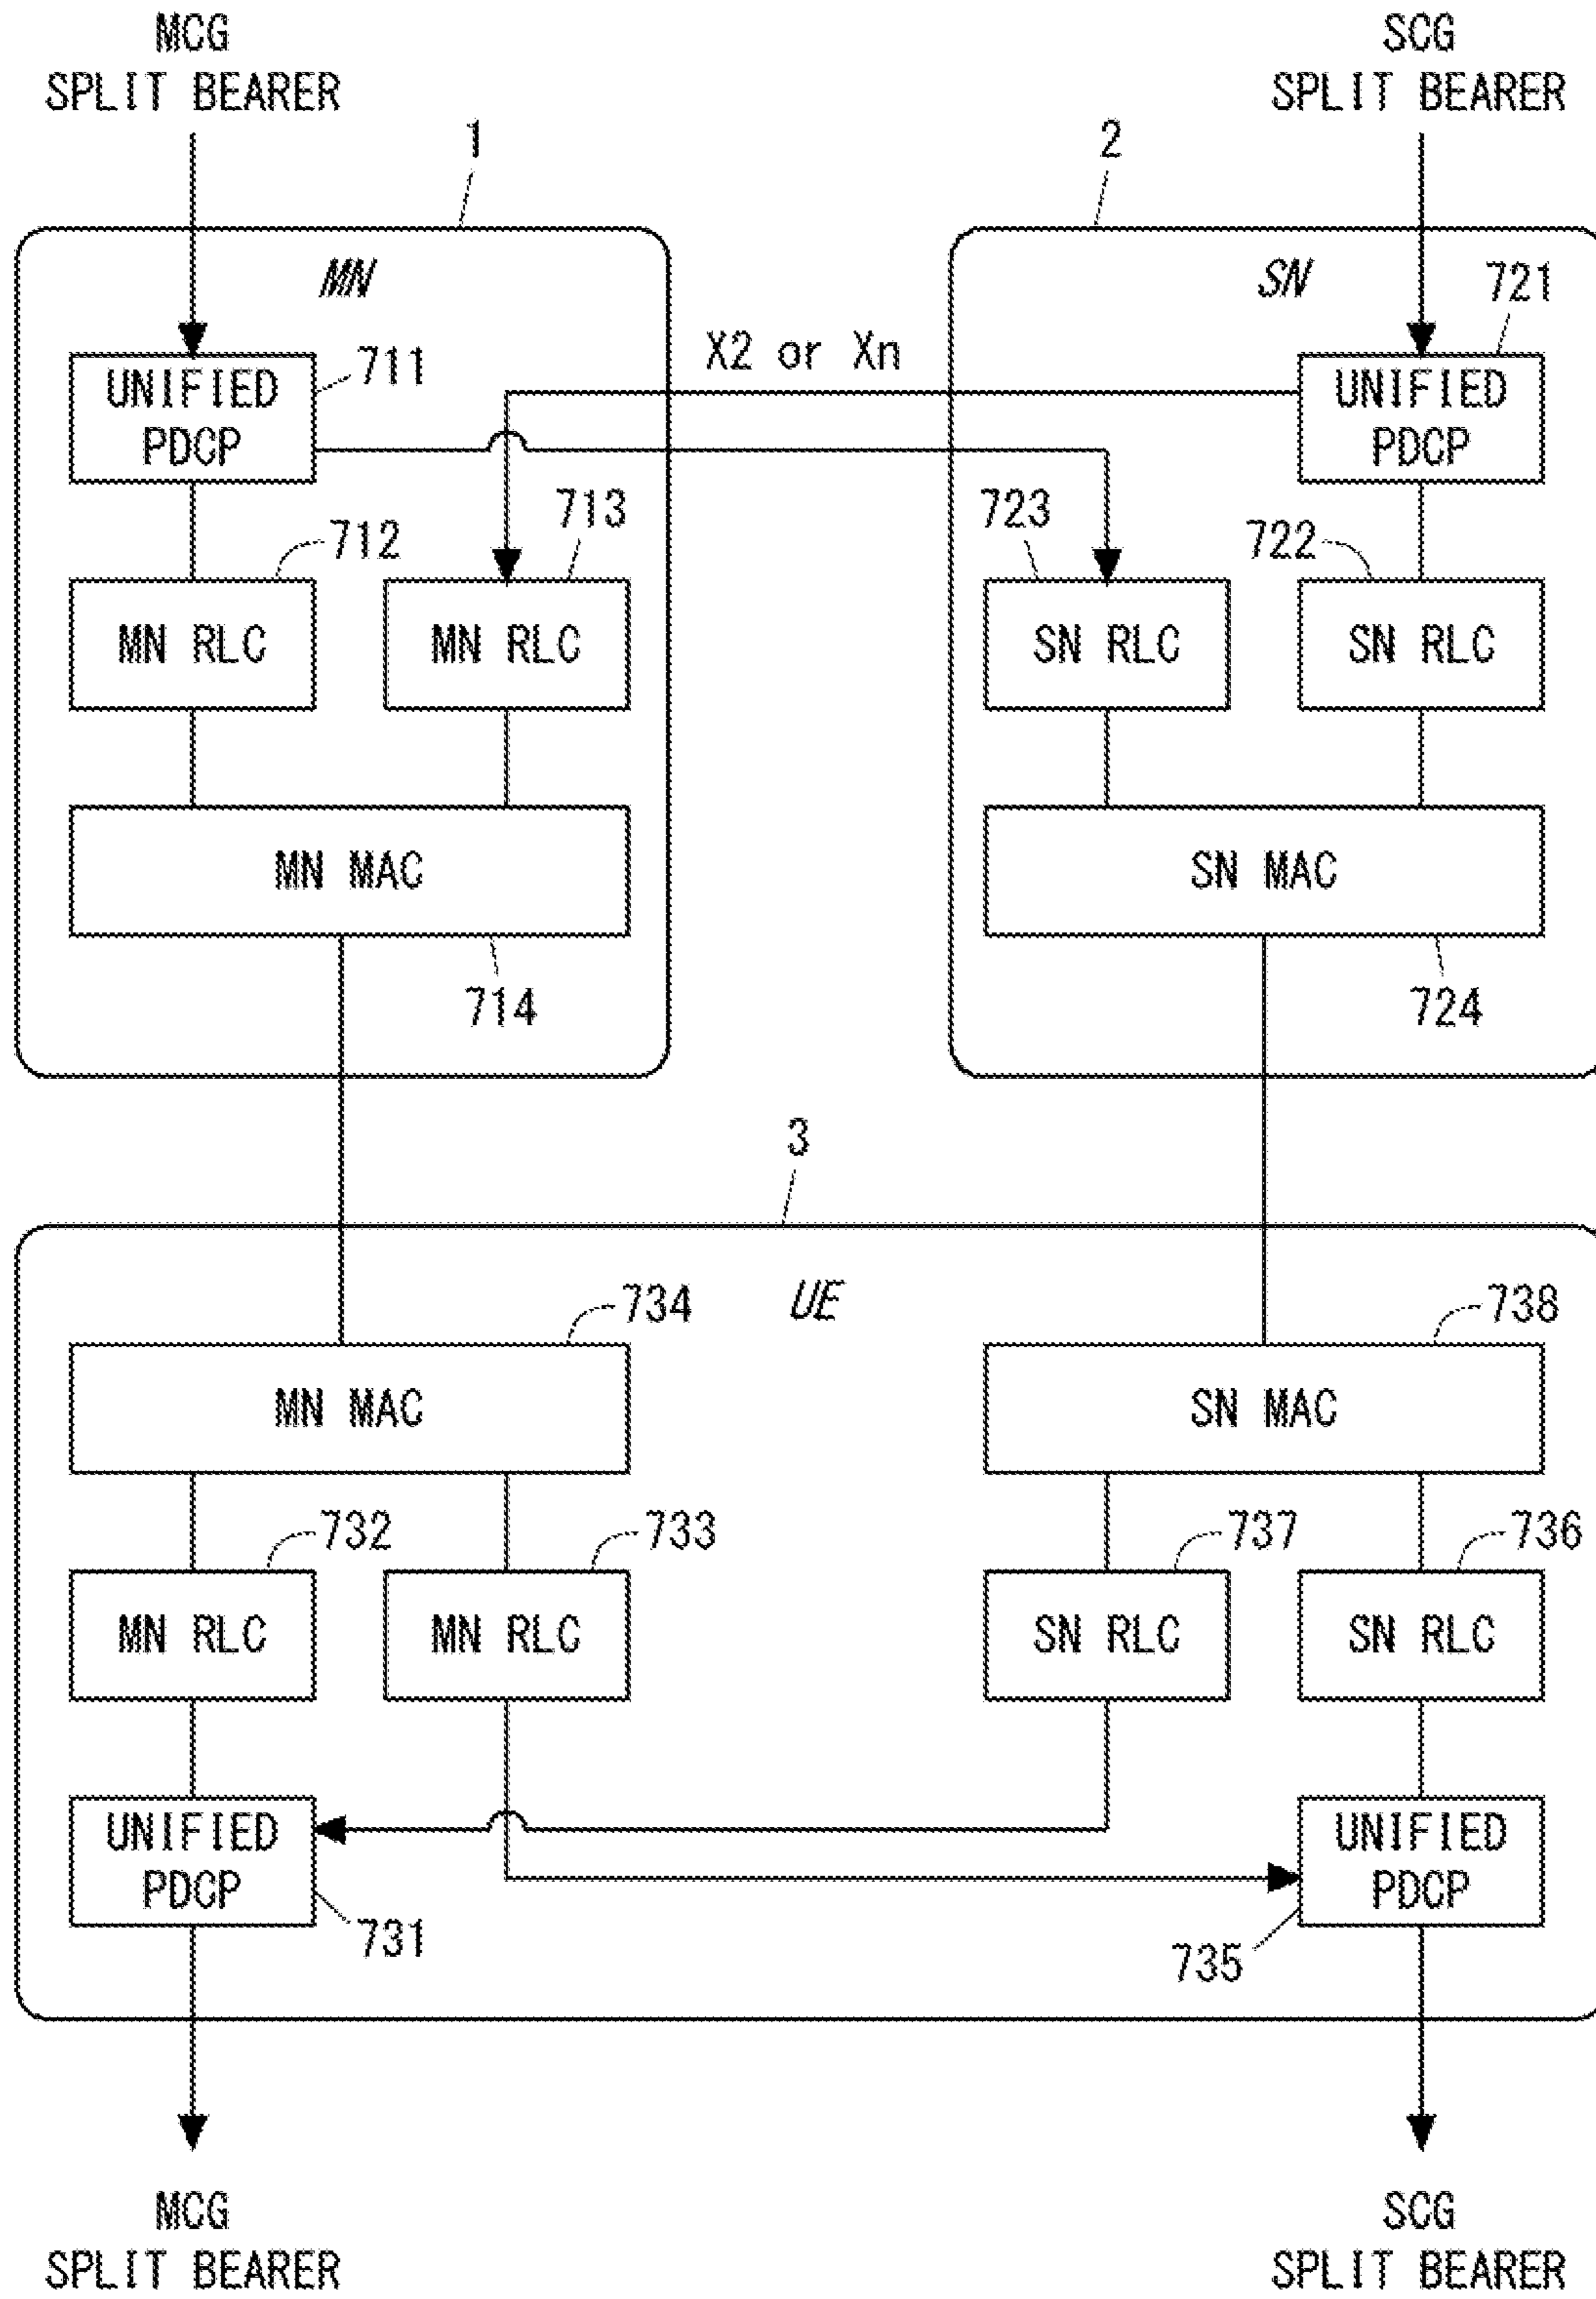 MCG
SPLIT BEARER
SCG
SPLIT BEARER
1
2
MN
SN
721
UNIFIED
PDCP
711
X2 or Xn
UNIFIED
PDCP
712
713
723
722
MN RLC
MN RLC
SN RLC
SN RLC
MN MAC
SN MAC
714
724
3
UE
734
738
MN MAC
SN MAC
732
733
737
736
MN RLC
MN RLC
SN RLC
SN RLC
UNIFIED
PDCP
UNIFIED
PDCP
731
735
MCG
SPLIT BEARER
SCG
SPLIT BEARER